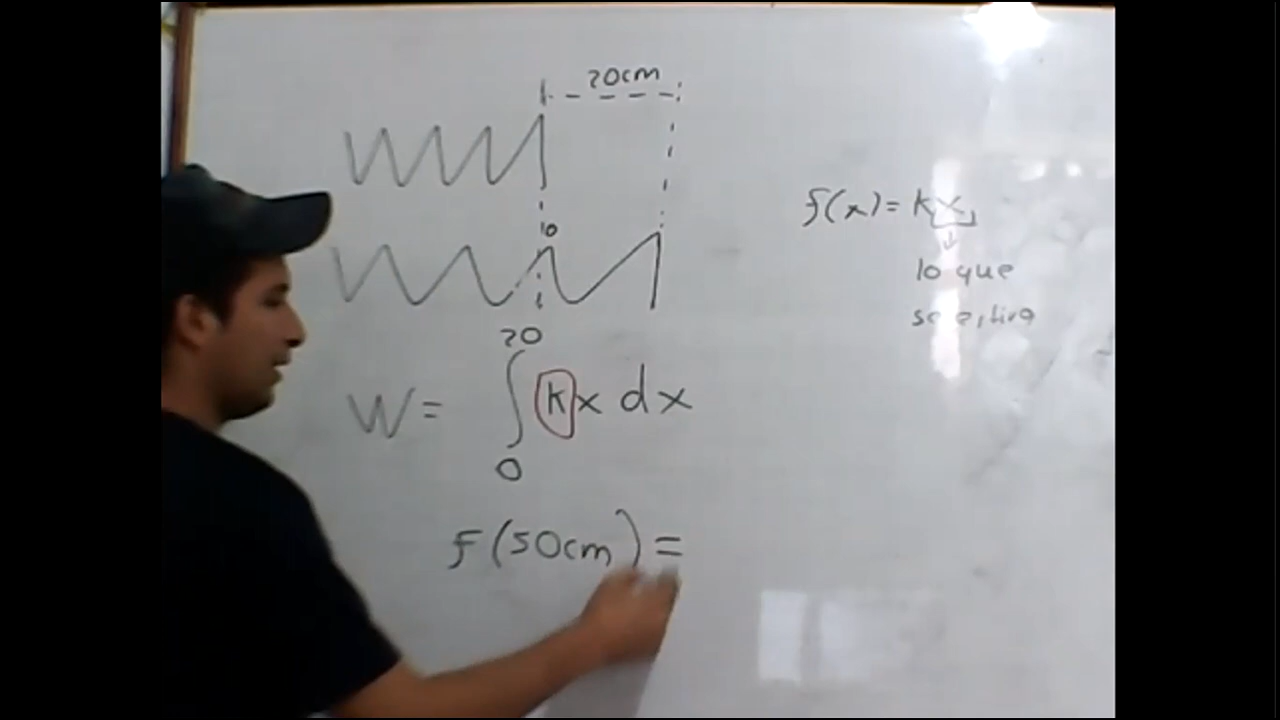 20cm
f(x)= kx
10
lo que
se estira
20
W= ∫ kx dx
0
F(50cm)=